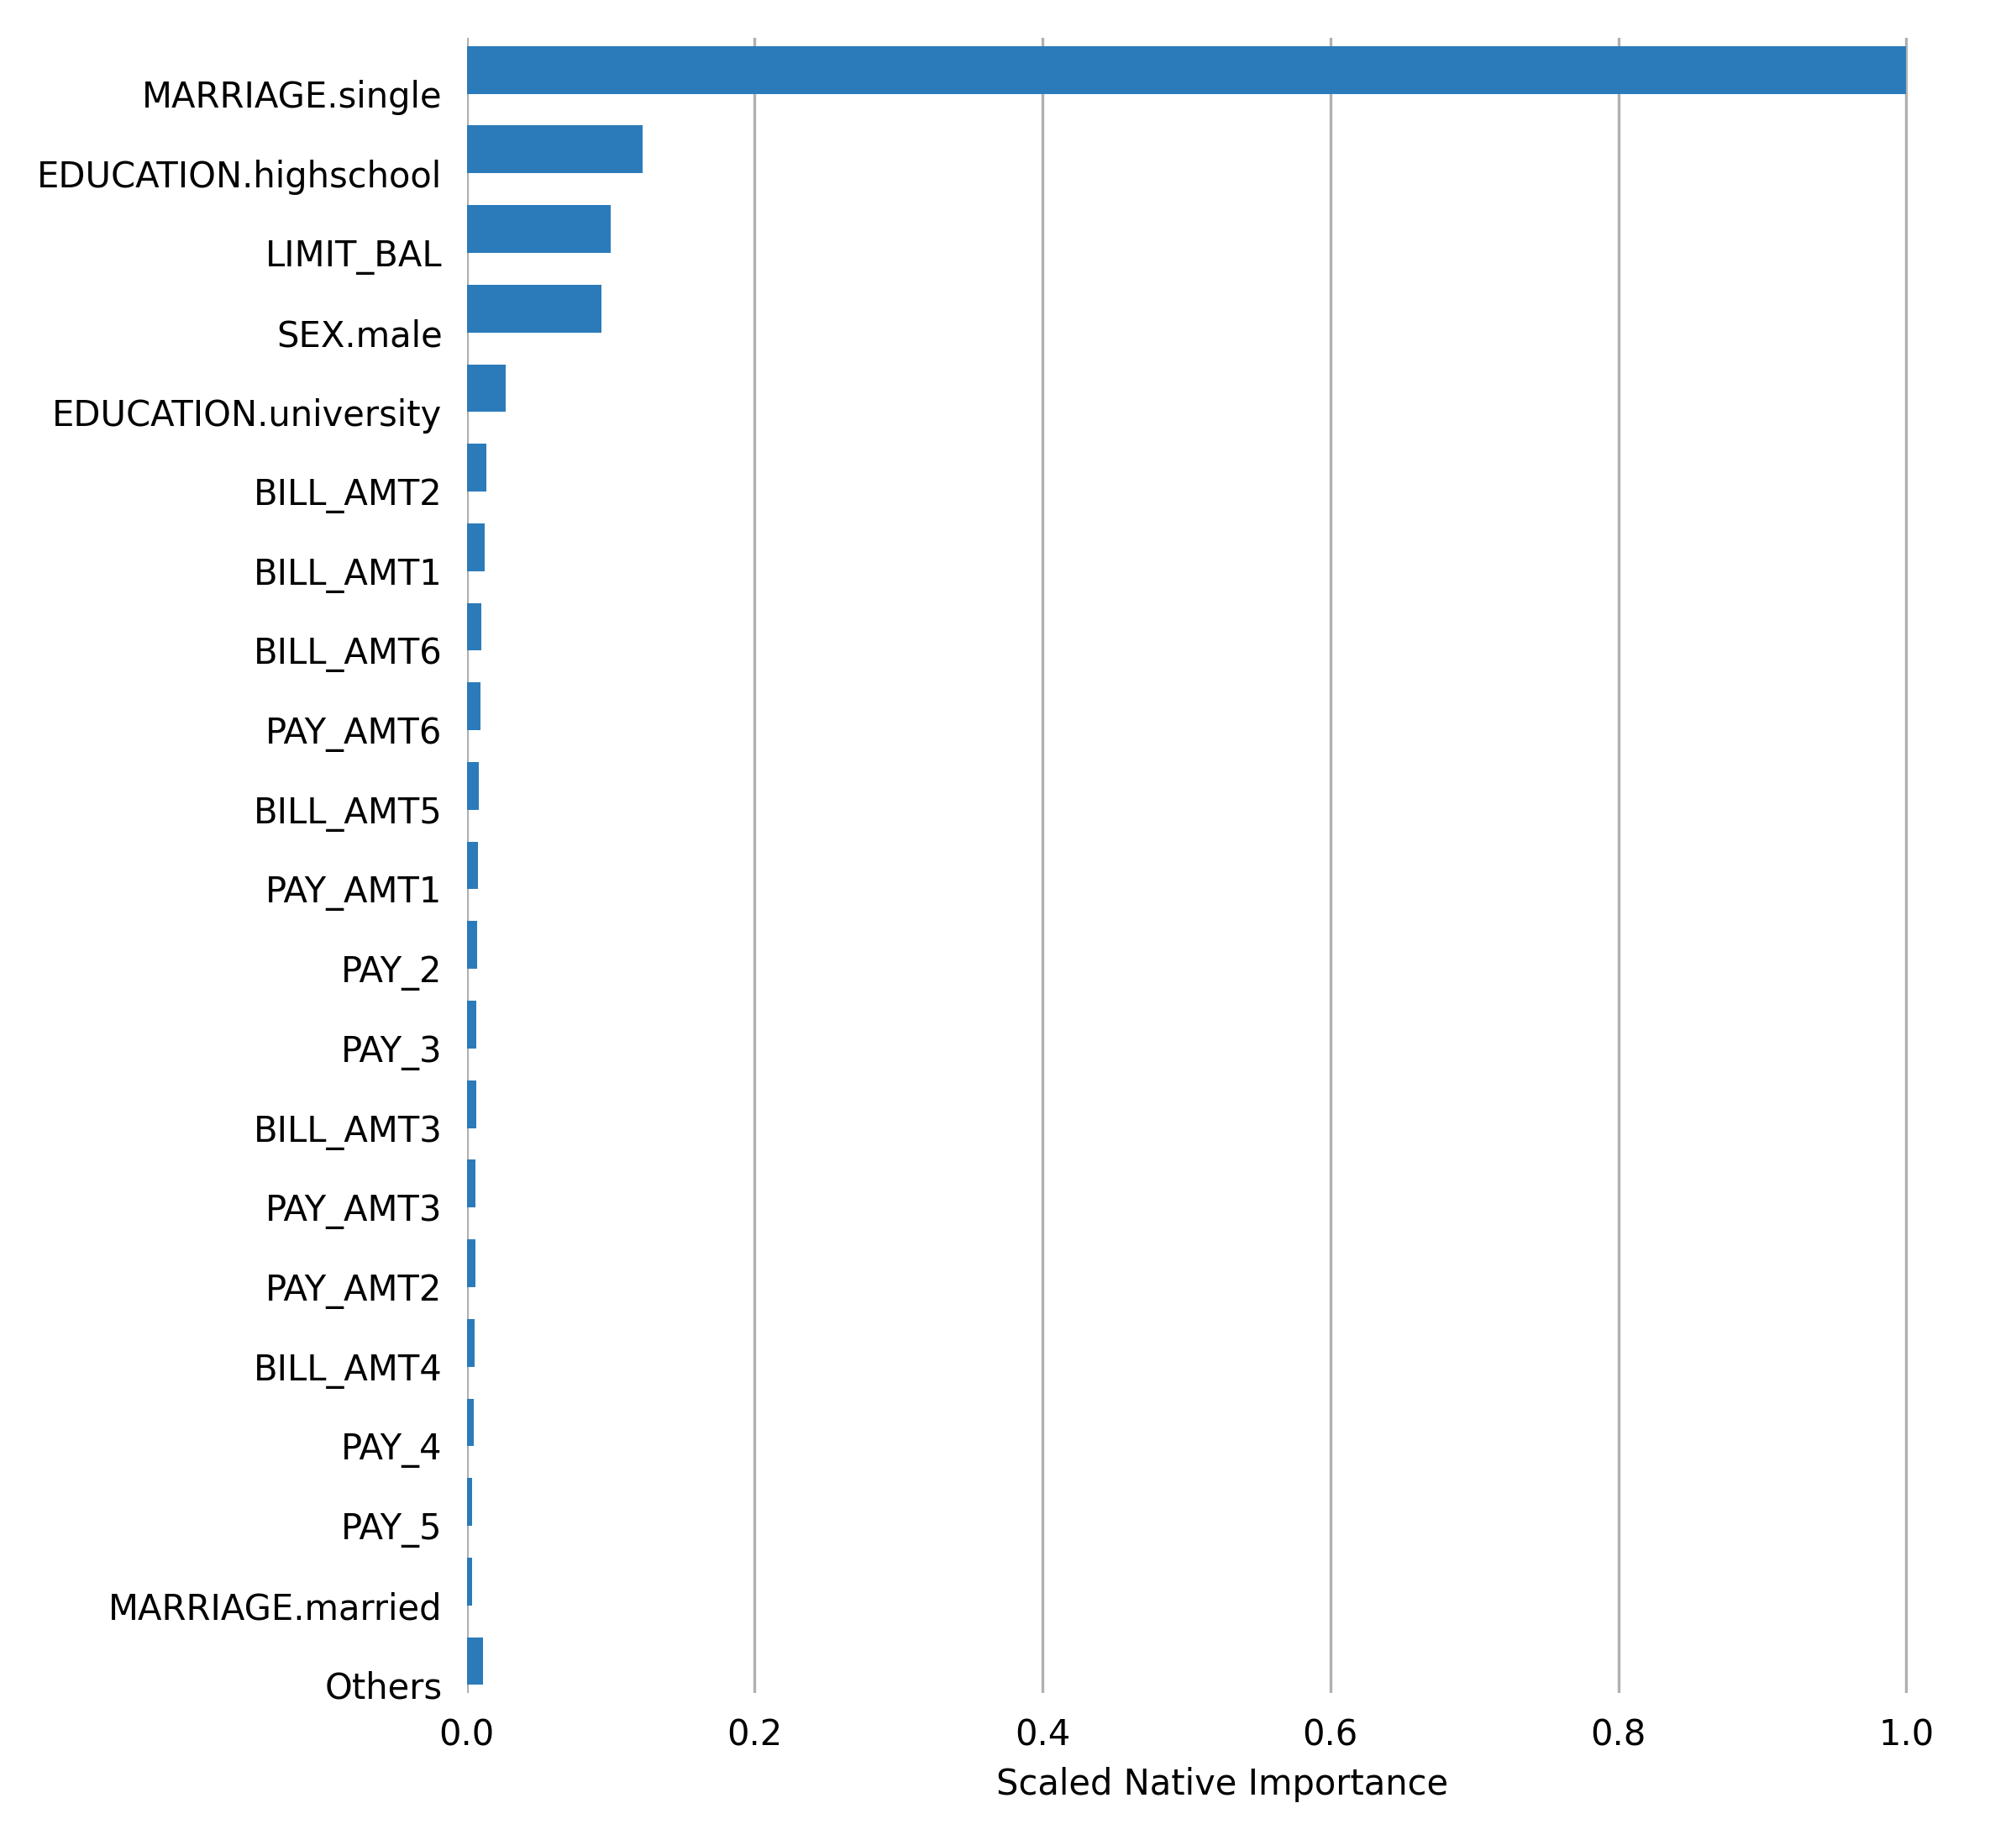 MARRIAGE.single
EDUCATION.highschool
LIMIT_BAL
SEX.male
EDUCATION.university
BILL_AMT2
BILL_AMT1
BILL_AMT6
PAY_AMT6
BILL_AMT5
PAY_AMT1
PAY_2
PAY_3
BILL_AMT3
PAY_AMT3
PAY_AMT2
BILL_AMT4
PAY_4
PAY_5
MARRIAGE.married
Others
0.0 0.2 0.4 0.6 0.8 1.0
Scaled Native Importance